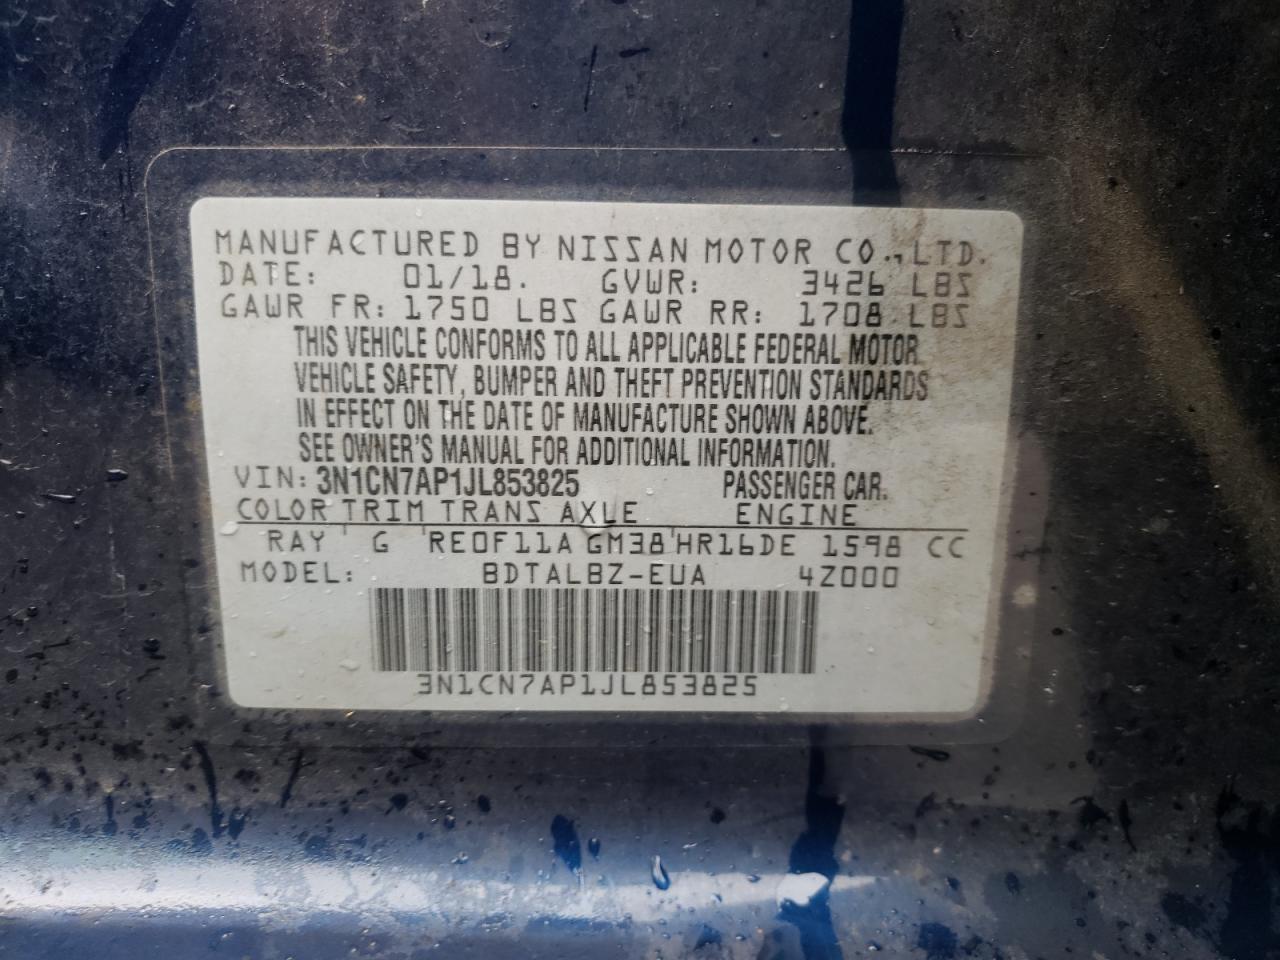 MANUFACTURED BY NISSAN MOTOR CO., LTD.
DATE: 01/18. GVWR: 3426 LBS
GAWR FR: 1750 LBS GAWR RR: 1708 LBS
THIS VEHICLE CONFORMS TO ALL APPLICABLE FEDERAL MOTOR
VEHICLE SAFETY, BUMPER AND THEFT PREVENTION STANDARDS
IN EFFECT ON THE DATE OF MANUFACTURE SHOWN ABOVE.
SEE OWNER'S MANUAL FOR ADDITIONAL INFORMATION.
VIN: 3N1CN7AP1JL853825 PASSENGER CAR.
COLOR TRIM TRANS AXLE ENGINE
RAY G RE0F11A GM38 HR16DE 1598 CC
MODEL: BDTALBZ-EUA 4Z000
3N1CN7AP1JL853825